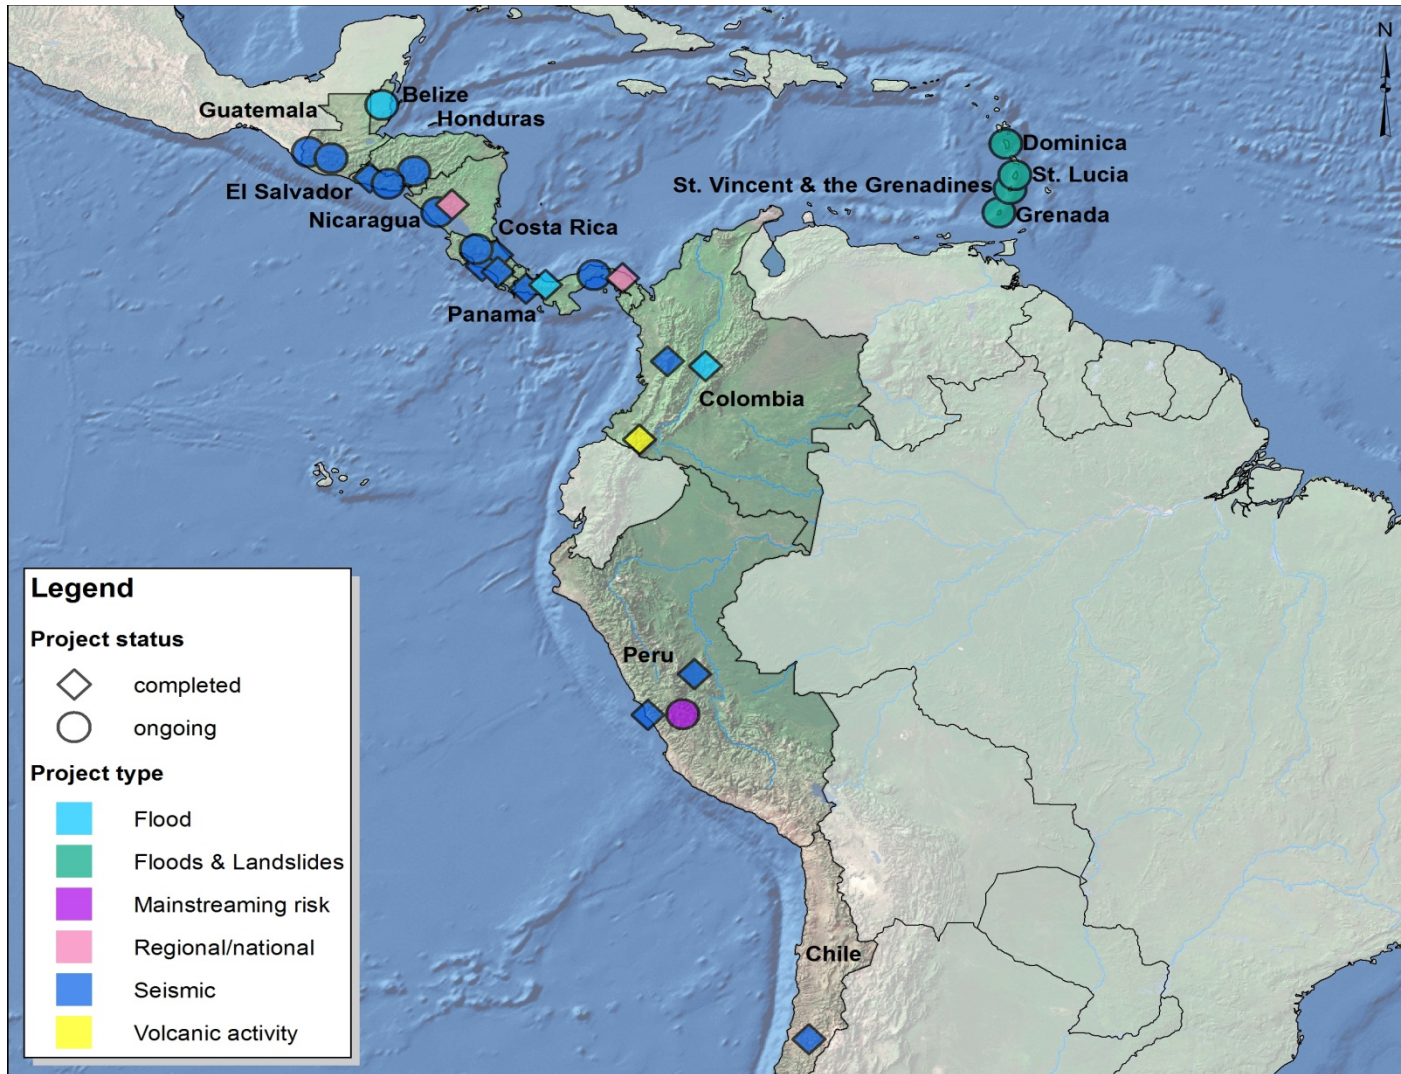 N
Belize
Guatemala
Honduras
Dominica
St. Lucia
St. Vincent & the Grenadines
El Salvador
Grenada
Nicaragua
Costa Rica
Panama
Colombia
Peru
Chile
Legend
Project status
completed
ongoing
Project type
Flood
Floods & Landslides
Mainstreaming risk
Regional/national
Seismic
Volcanic activity